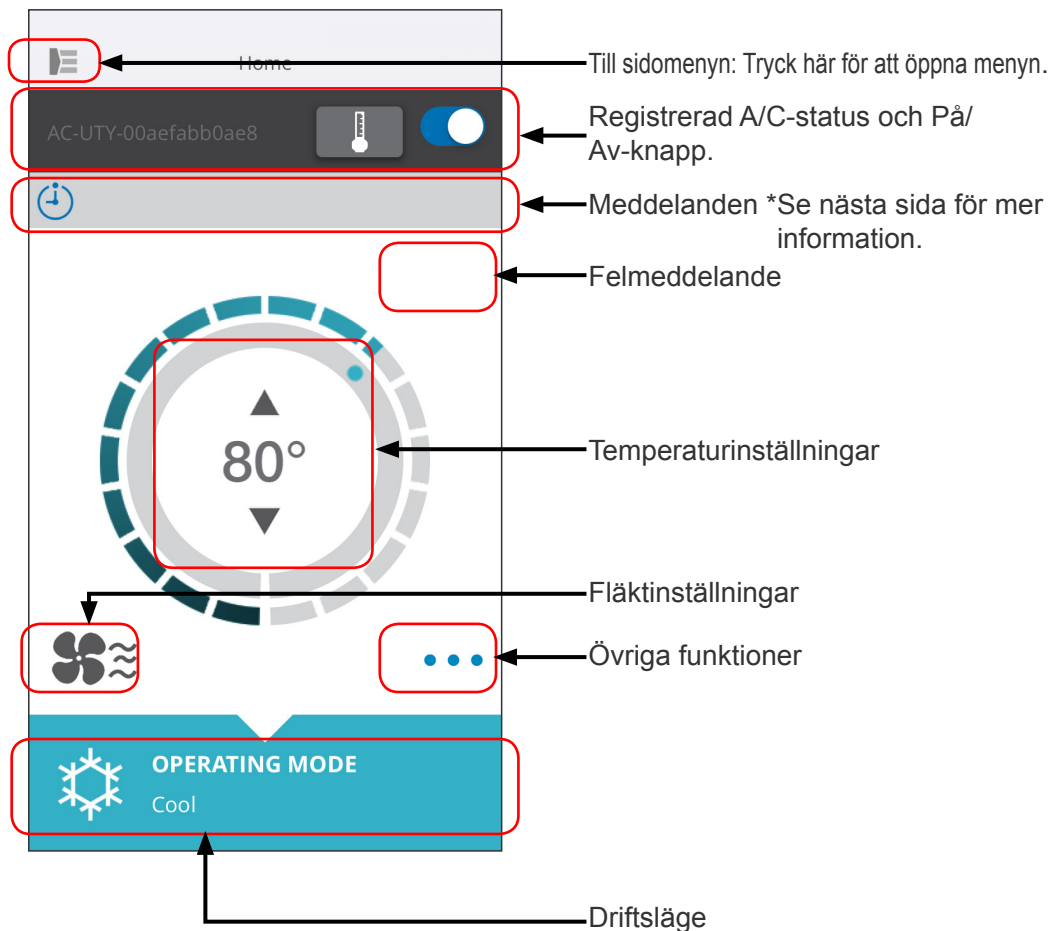 Home
Till sidomenyn: Tryck här för att öppna menyn.
AC-UTY-00aefabb0ae8
Registrerad A/C-status och På/
Av-knapp.
Meddelanden *Se nästa sida för mer
information.
Felmeddelande
80°
Temperaturinställningar
Fläktinställningar
Övriga funktioner
OPERATING MODE
Cool
Driftsläge